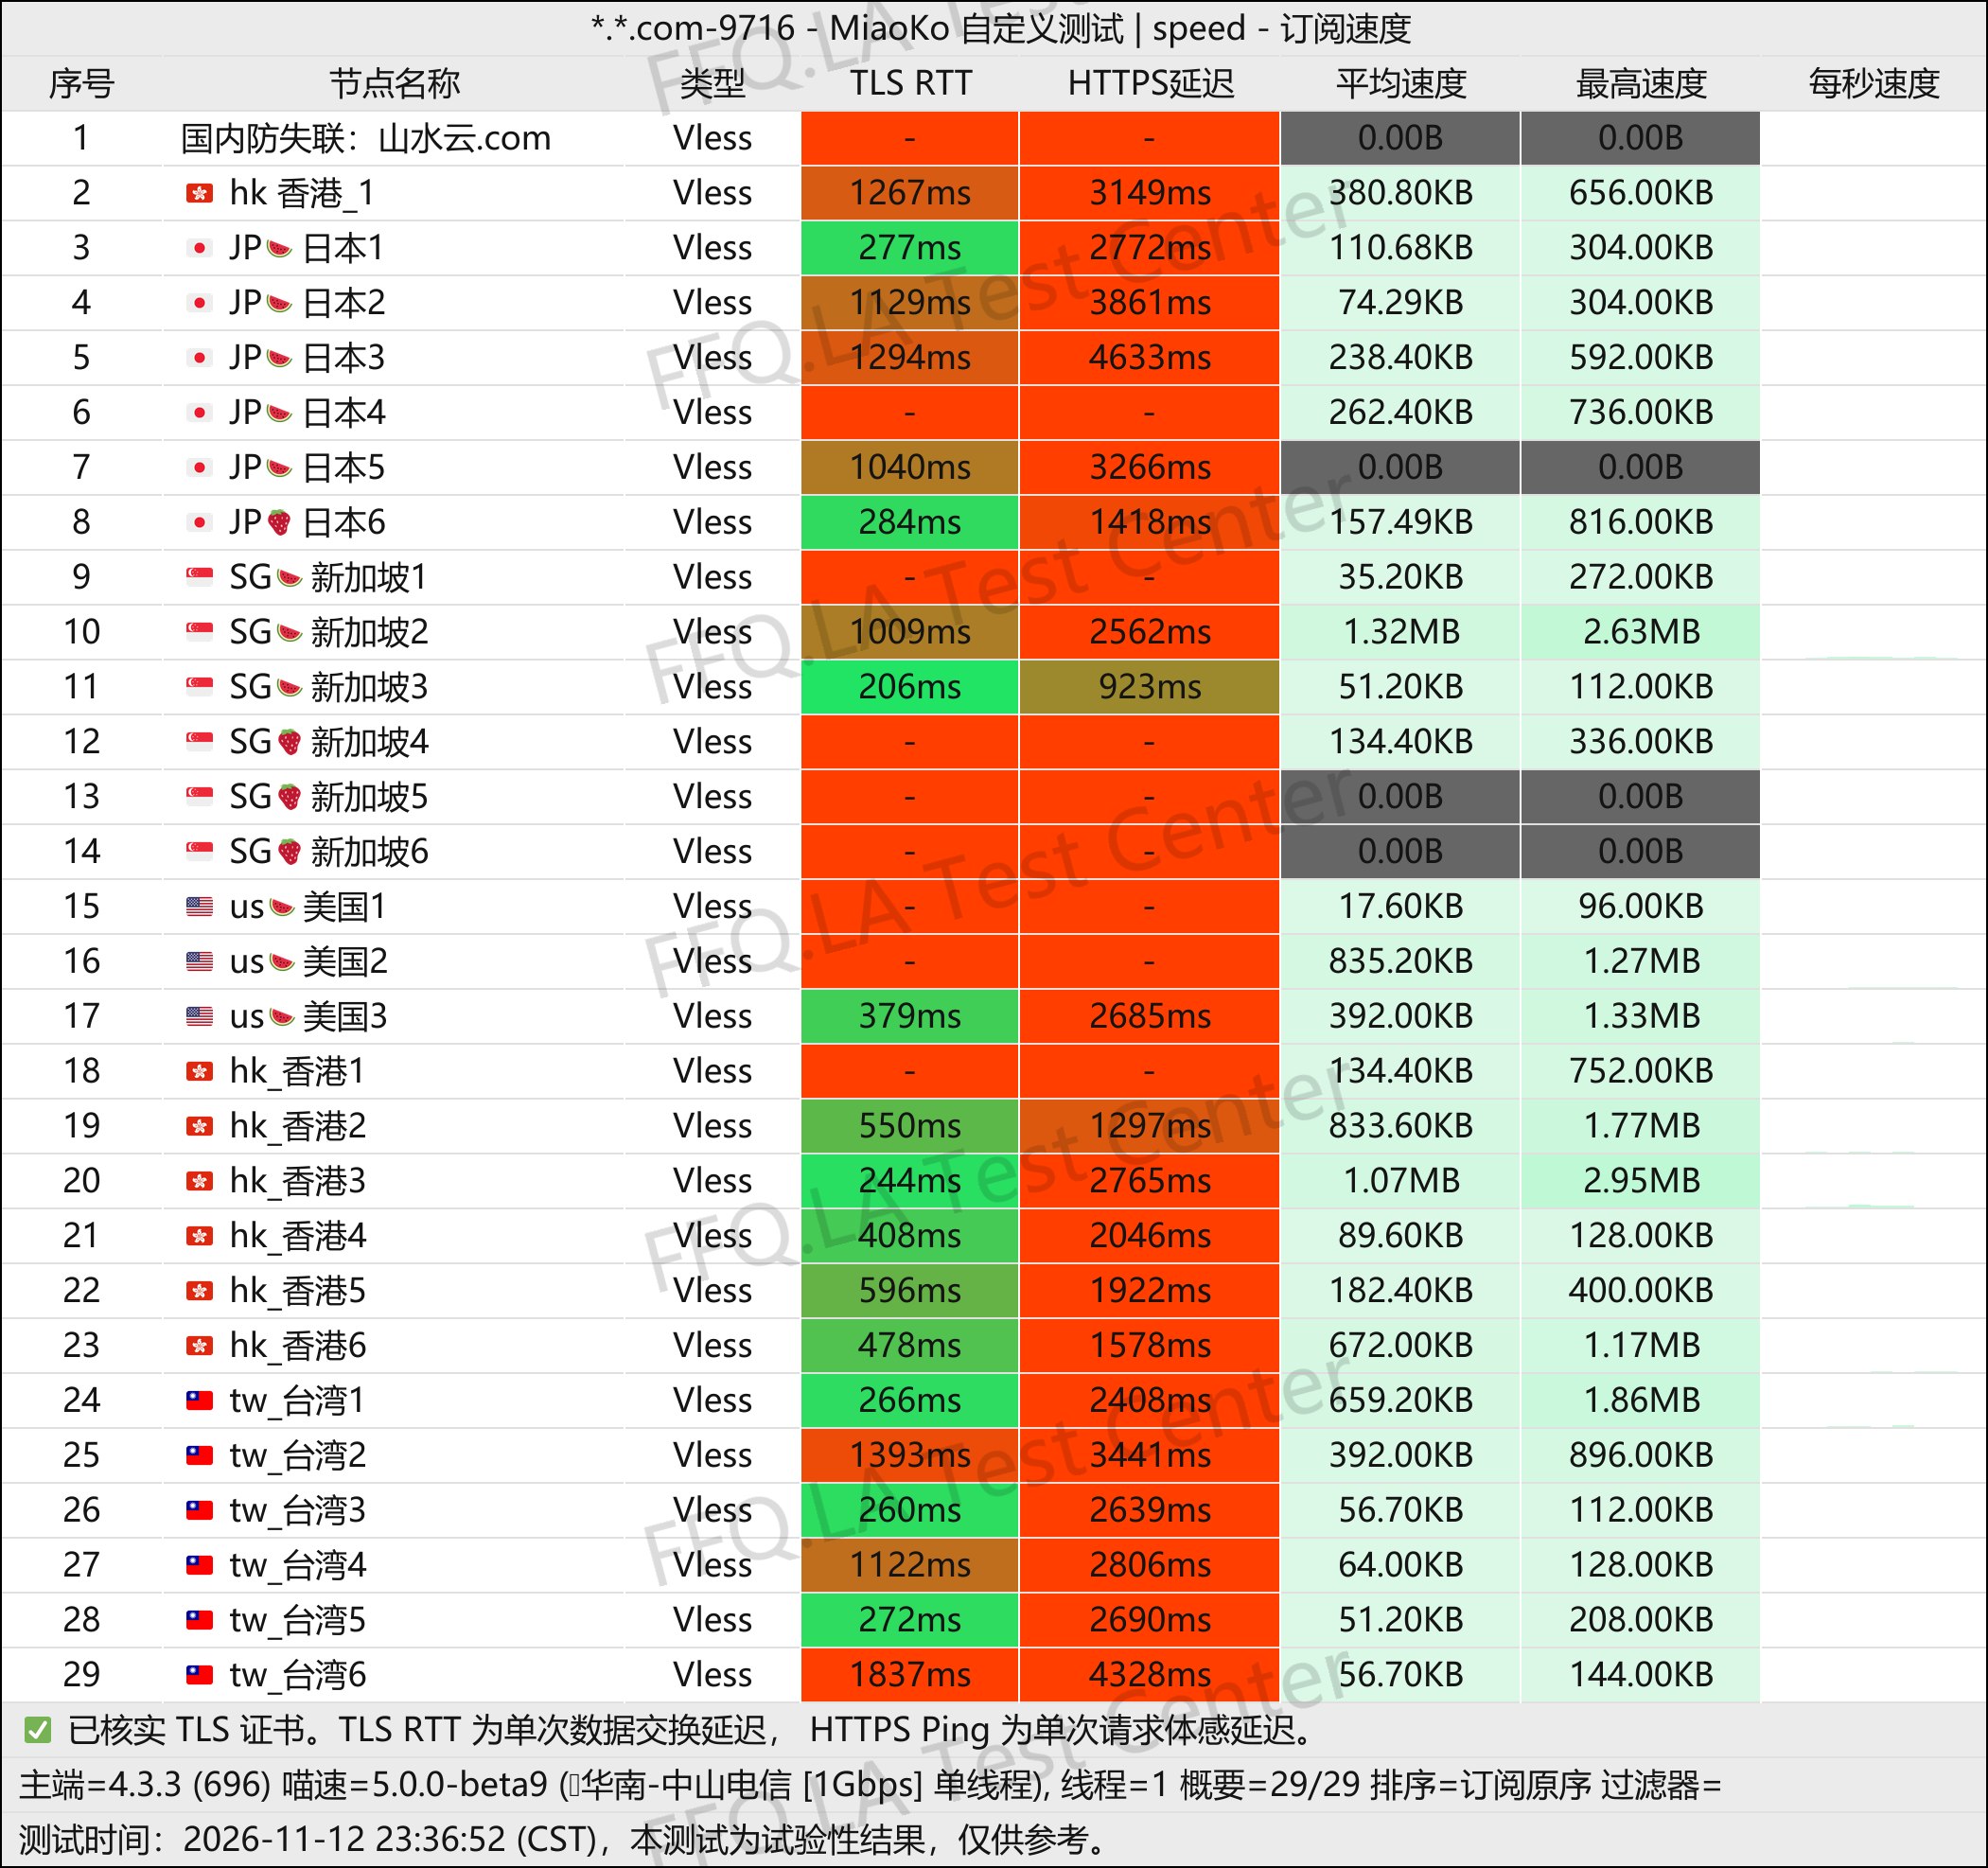 *.*.com-9716 - MiaoKo 自定义测试 | speed - 订阅速度
序号 节点名称 类型 TLS RTT HTTPS延迟 平均速度 最高速度 每秒速度
1 国内防失联：山水云.com Vless - - 0.00B 0.00B
2 🇭🇰 hk 香港_1 Vless 1267ms 3149ms 380.80KB 656.00KB
3 🇯🇵 JP🍉日本1 Vless 277ms 2772ms 110.68KB 304.00KB
4 🇯🇵 JP🍉日本2 Vless 1129ms 3861ms 74.29KB 304.00KB
5 🇯🇵 JP🍉日本3 Vless 1294ms 4633ms 238.40KB 592.00KB
6 🇯🇵 JP🍉日本4 Vless - - 262.40KB 736.00KB
7 🇯🇵 JP🍉日本5 Vless 1040ms 3266ms 0.00B 0.00B
8 🇯🇵 JP🍓日本6 Vless 284ms 1418ms 157.49KB 816.00KB
9 🇸🇬 SG🍉新加坡1 Vless - - 35.20KB 272.00KB
10 🇸🇬 SG🍉新加坡2 Vless 1009ms 2562ms 1.32MB 2.63MB
11 🇸🇬 SG🍉新加坡3 Vless 206ms 923ms 51.20KB 112.00KB
12 🇸🇬 SG🍓新加坡4 Vless - - 134.40KB 336.00KB
13 🇸🇬 SG🍓新加坡5 Vless - - 0.00B 0.00B
14 🇸🇬 SG🍓新加坡6 Vless - - 0.00B 0.00B
15 🇺🇸 us🍉美国1 Vless - - 17.60KB 96.00KB
16 🇺🇸 us🍉美国2 Vless - - 835.20KB 1.27MB
17 🇺🇸 us🍉美国3 Vless 379ms 2685ms 392.00KB 1.33MB
18 🇭🇰 hk_香港1 Vless - - 134.40KB 752.00KB
19 🇭🇰 hk_香港2 Vless 550ms 1297ms 833.60KB 1.77MB
20 🇭🇰 hk_香港3 Vless 244ms 2765ms 1.07MB 2.95MB
21 🇭🇰 hk_香港4 Vless 408ms 2046ms 89.60KB 128.00KB
22 🇭🇰 hk_香港5 Vless 596ms 1922ms 182.40KB 400.00KB
23 🇭🇰 hk_香港6 Vless 478ms 1578ms 672.00KB 1.17MB
24 🇹🇼 tw_台湾1 Vless 266ms 2408ms 659.20KB 1.86MB
25 🇹🇼 tw_台湾2 Vless 1393ms 3441ms 392.00KB 896.00KB
26 🇹🇼 tw_台湾3 Vless 260ms 2639ms 56.70KB 112.00KB
27 🇹🇼 tw_台湾4 Vless 1122ms 2806ms 64.00KB 128.00KB
28 🇹🇼 tw_台湾5 Vless 272ms 2690ms 51.20KB 208.00KB
29 🇹🇼 tw_台湾6 Vless 1837ms 4328ms 56.70KB 144.00KB
✅ 已核实 TLS 证书。TLS RTT 为单次数据交换延迟， HTTPS Ping 为单次请求体感延迟。
主端=4.3.3 (696) 喵速=5.0.0-beta9 (华南-中山电信 [1Gbps] 单线程), 线程=1 概要=29/29 排序=订阅原序 过滤器=
测试时间：2026-11-12 23:36:52 (CST)，本测试为试验性结果，仅供参考。
FFQ.LA Test Center
FFQ.LA Test Center
FFQ.LA Test Center
FFQ.LA Test Center
FFQ.LA Test Center
FFQ.LA Test Center
FFQ.LA Test Center